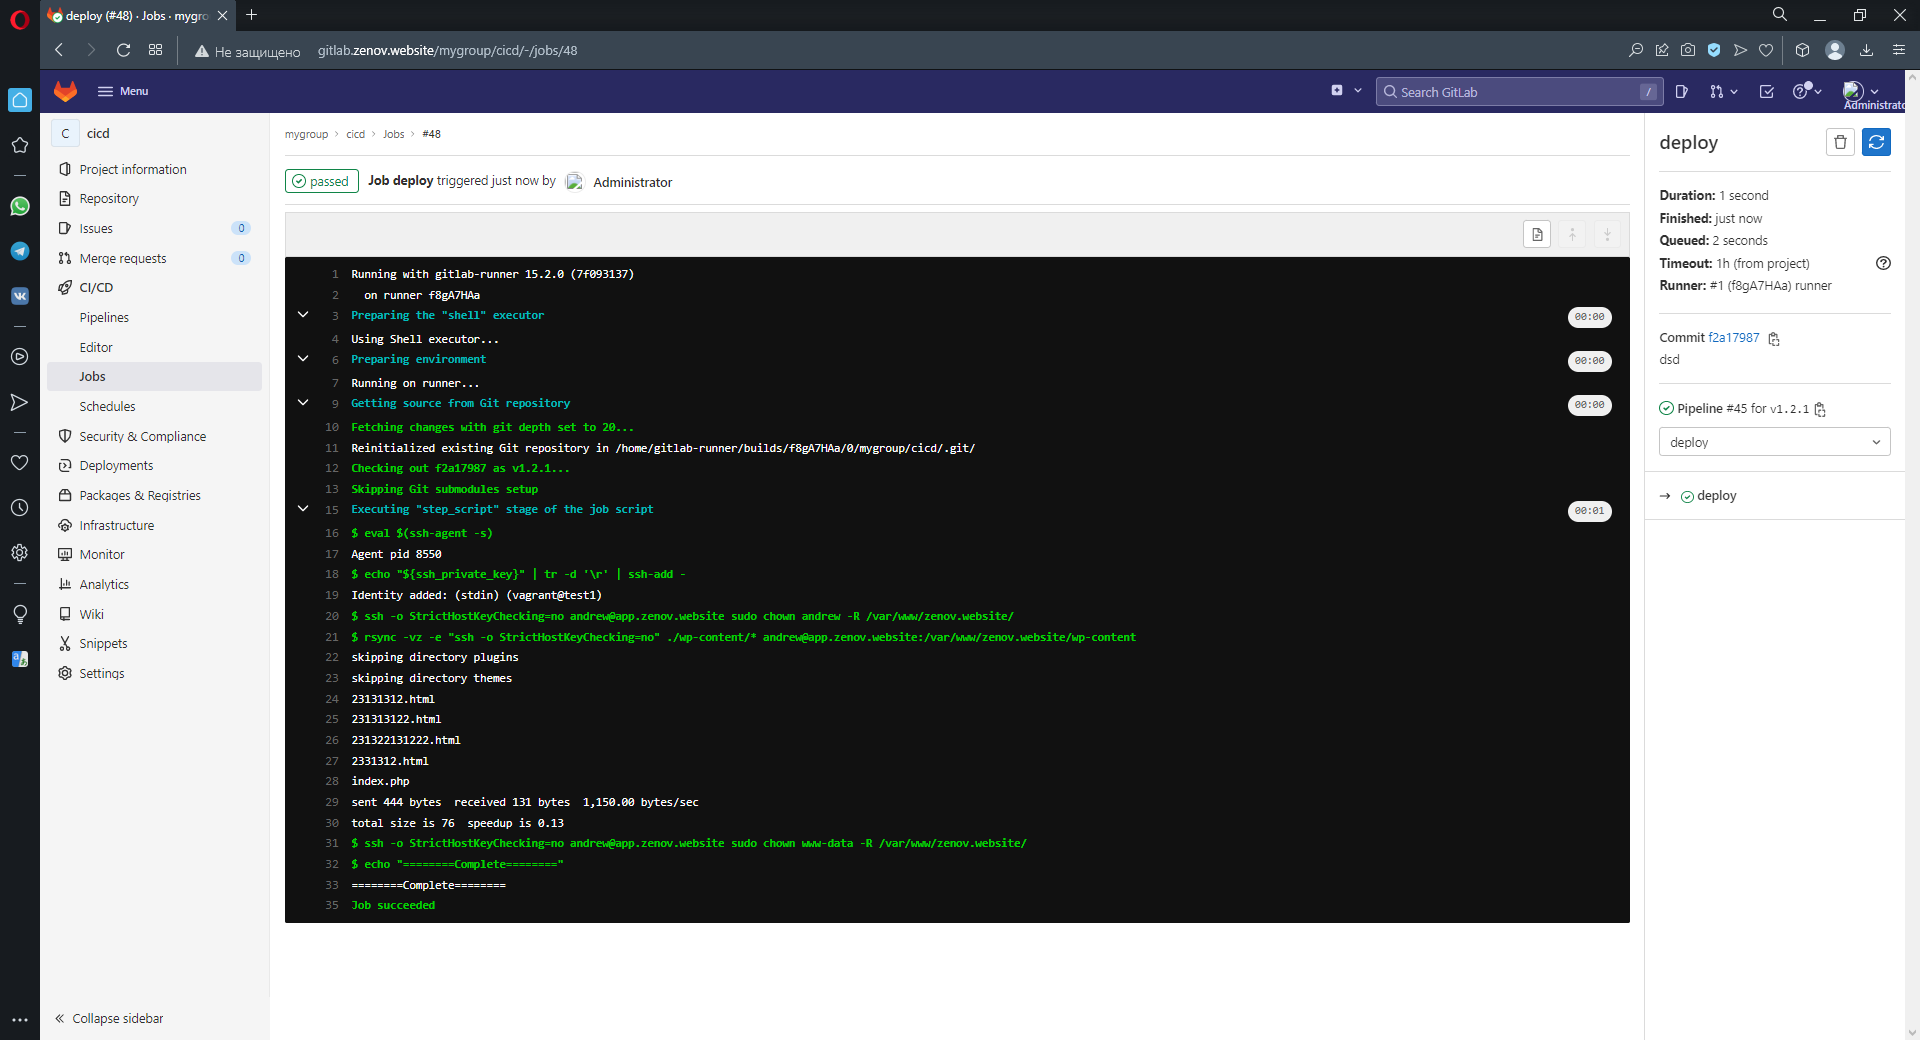 deploy (#48) · Jobs · mygro
Не защищено
gitlab.zenov.website/mygroup/cicd/-/jobs/48
Menu
Search GitLab
/
Administrato
C
cicd
Project information
Repository
Issues
0
Merge requests
0
CI/CD
Pipelines
Editor
Jobs
Schedules
Security & Compliance
Deployments
Packages & Registries
Infrastructure
Monitor
Analytics
Wiki
Snippets
Settings
« Collapse sidebar
mygroup › cicd › Jobs › #48
passed Job deploy triggered just now by Administrator
1 Running with gitlab-runner 15.2.0 (7f093137)
2 on runner f8gA7HAa
3 Preparing the "shell" executor 00:00
4 Using Shell executor...
6 Preparing environment 00:00
7 Running on runner...
9 Getting source from Git repository 00:00
10 Fetching changes with git depth set to 20...
11 Reinitialized existing Git repository in /home/gitlab-runner/builds/f8gA7HAa/0/mygroup/cicd/.git/
12 Checking out f2a17987 as v1.2.1...
13 Skipping Git submodules setup
15 Executing "step_script" stage of the job script 00:01
16 $ eval $(ssh-agent -s)
17 Agent pid 8550
18 $ echo "${ssh_private_key}" | tr -d '\r' | ssh-add -
19 Identity added: (stdin) (vagrant@test1)
20 $ ssh -o StrictHostKeyChecking=no andrew@app.zenov.website sudo chown andrew -R /var/www/zenov.website/
21 $ rsync -vz -e "ssh -o StrictHostKeyChecking=no" ./wp-content/* andrew@app.zenov.website:/var/www/zenov.website/wp-content
22 skipping directory plugins
23 skipping directory themes
24 23131312.html
25 231313122.html
26 231322131222.html
27 2331312.html
28 index.php
29 sent 444 bytes  received 131 bytes  1,150.00 bytes/sec
30 total size is 76  speedup is 0.13
31 $ ssh -o StrictHostKeyChecking=no andrew@app.zenov.website sudo chown www-data -R /var/www/zenov.website/
32 $ echo "========Complete========"
33 ========Complete========
35 Job succeeded
deploy
Duration: 1 second
Finished: just now
Queued: 2 seconds
Timeout: 1h (from project)
Runner: #1 (f8gA7HAa) runner
Commit f2a17987
dsd
Pipeline #45 for v1.2.1
deploy
→ deploy